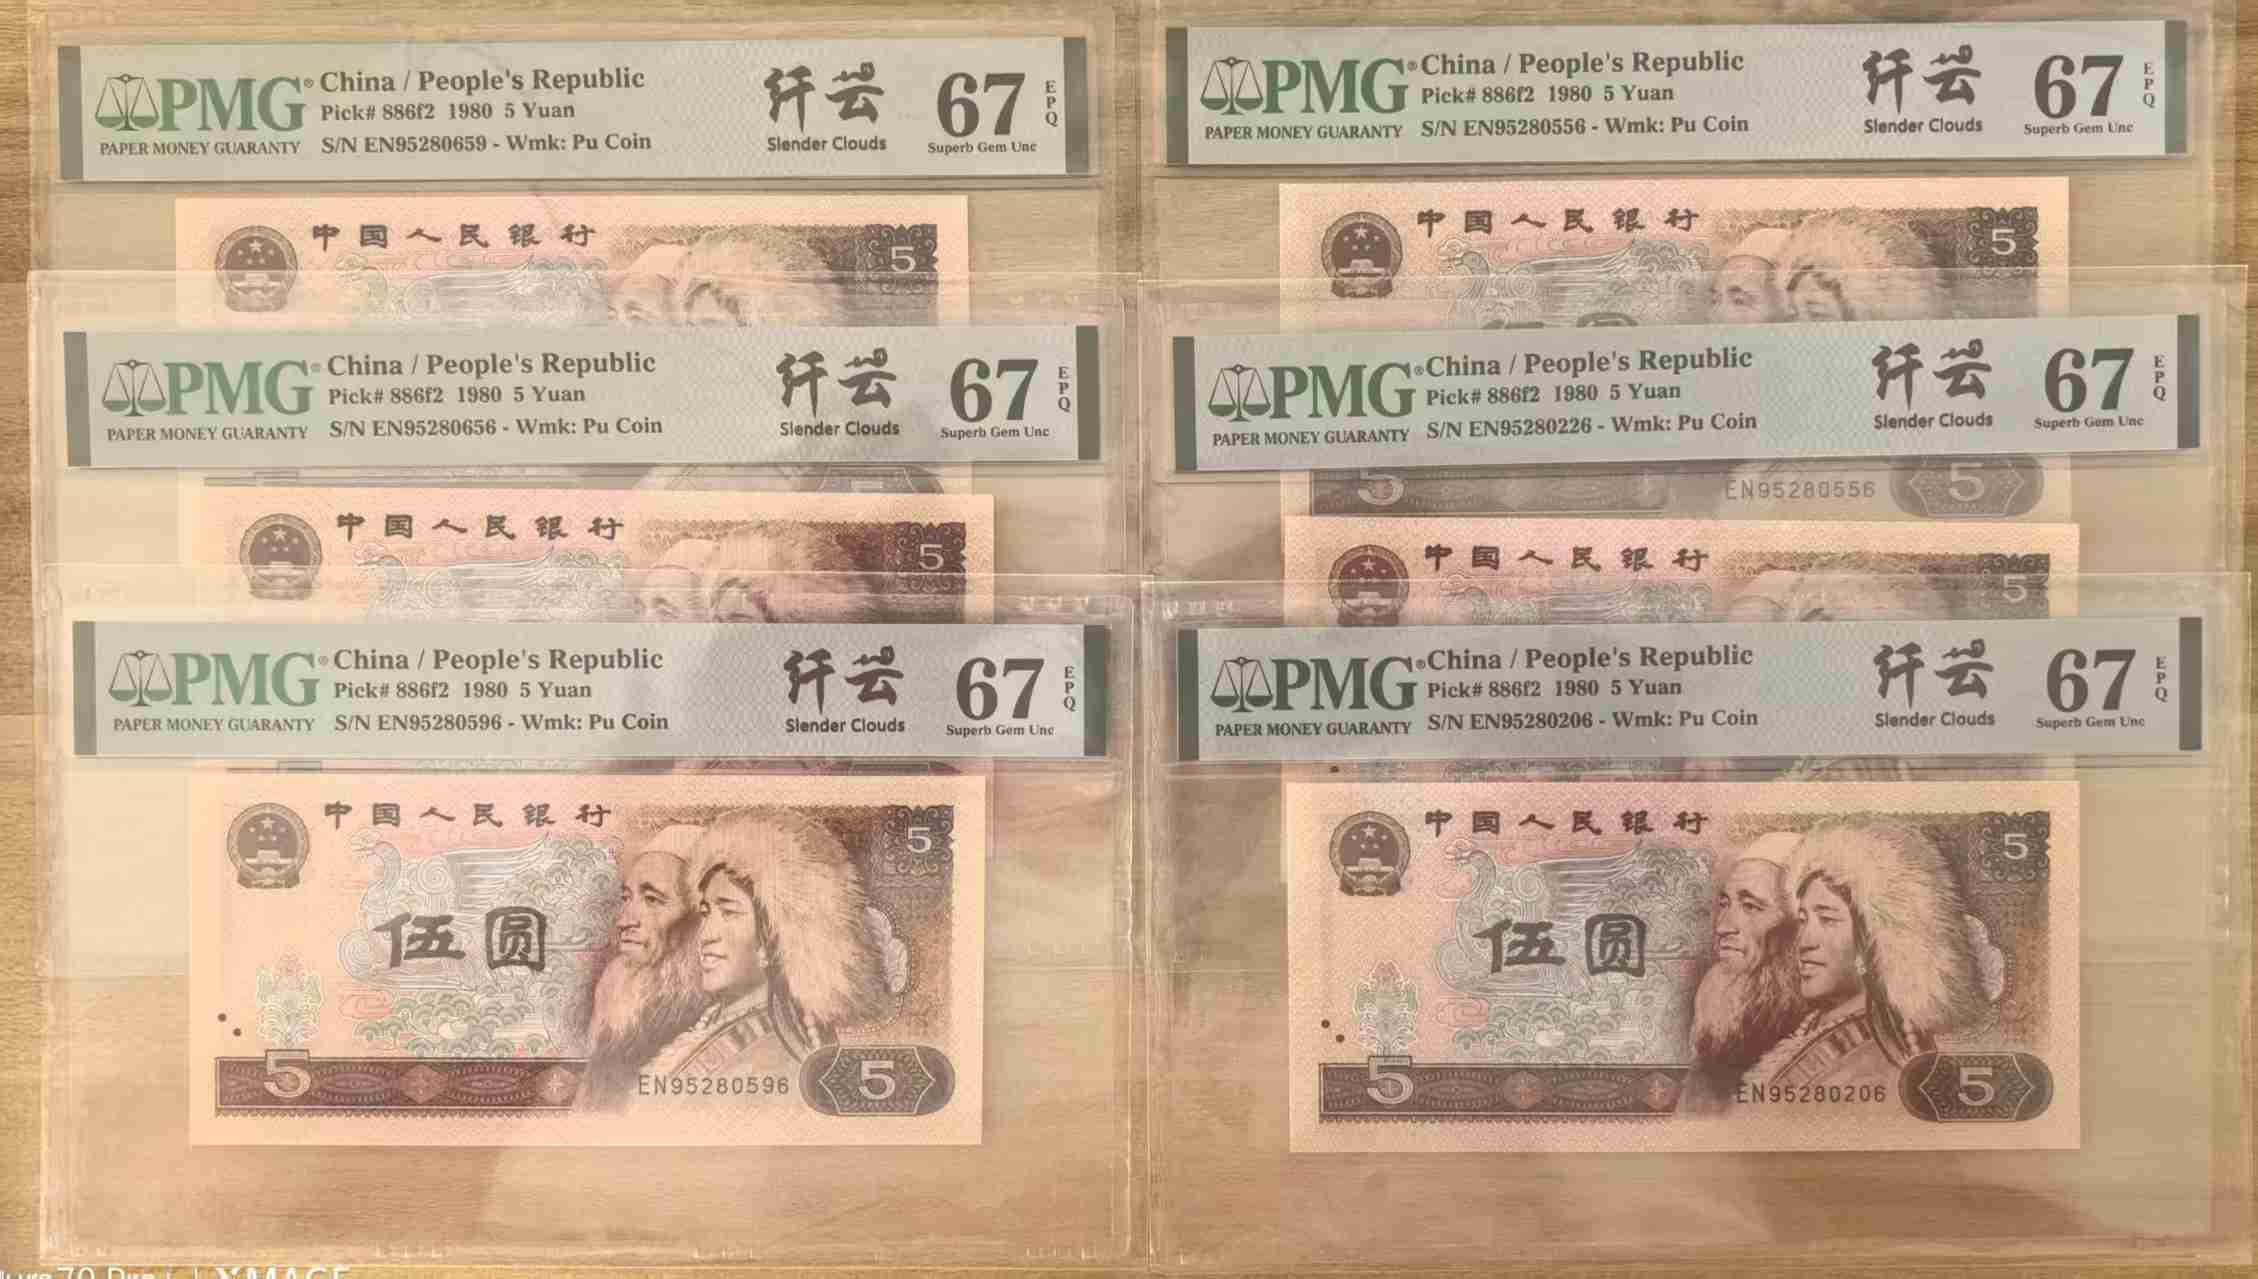 PMG®
PAPER MONEY GUARANTY
China / People's Republic
Pick# 886f2 1980 5 Yuan
S/N EN95280659 - Wmk: Pu Coin
纤云
Slender Clouds
67
EPQ
Superb Gem Unc
中国人民银行
5
PMG®
PAPER MONEY GUARANTY
China / People's Republic
Pick# 886f2 1980 5 Yuan
S/N EN95280556 - Wmk: Pu Coin
纤云
Slender Clouds
67
EPQ
Superb Gem Unc
中国人民银行
5
PMG®
PAPER MONEY GUARANTY
China / People's Republic
Pick# 886f2 1980 5 Yuan
S/N EN95280656 - Wmk: Pu Coin
纤云
Slender Clouds
67
EPQ
Superb Gem Unc
中国人民银行
5
PMG®
PAPER MONEY GUARANTY
China / People's Republic
Pick# 886f2 1980 5 Yuan
S/N EN95280226 - Wmk: Pu Coin
纤云
Slender Clouds
67
EPQ
Superb Gem Unc
5
EN95280556
5
中国人民银行
5
PMG®
PAPER MONEY GUARANTY
China / People's Republic
Pick# 886f2 1980 5 Yuan
S/N EN95280596 - Wmk: Pu Coin
纤云
Slender Clouds
67
EPQ
Superb Gem Unc
中国人民银行
5
伍圆
5
EN95280596
5
PMG®
PAPER MONEY GUARANTY
China / People's Republic
Pick# 886f2 1980 5 Yuan
S/N EN95280206 - Wmk: Pu Coin
纤云
Slender Clouds
67
EPQ
Superb Gem Unc
中国人民银行
5
伍圆
5
EN95280206
5